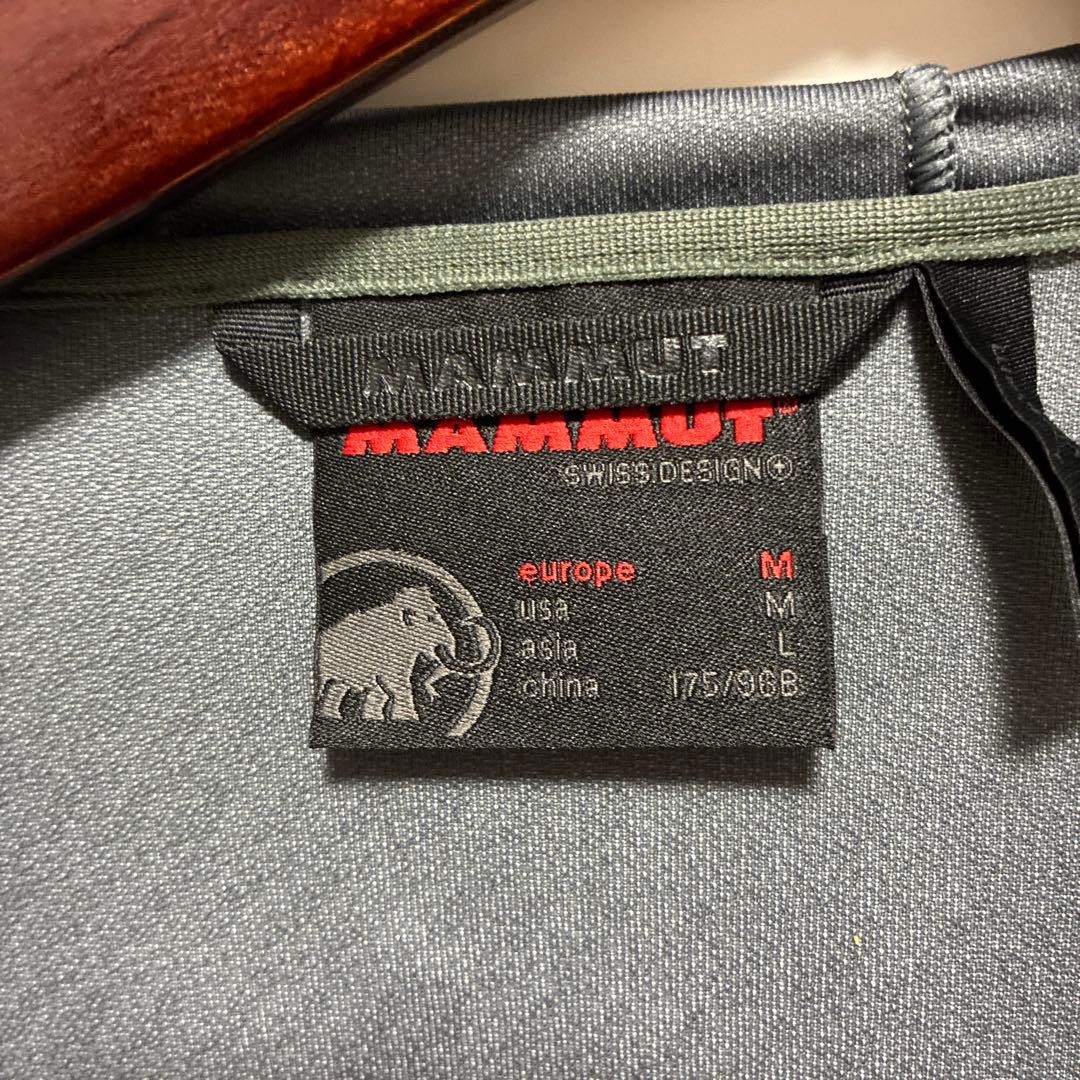 MAMMUT
MAMMUT
SWISS DESIGN
europe M
usa M
asia L
china 175/96B